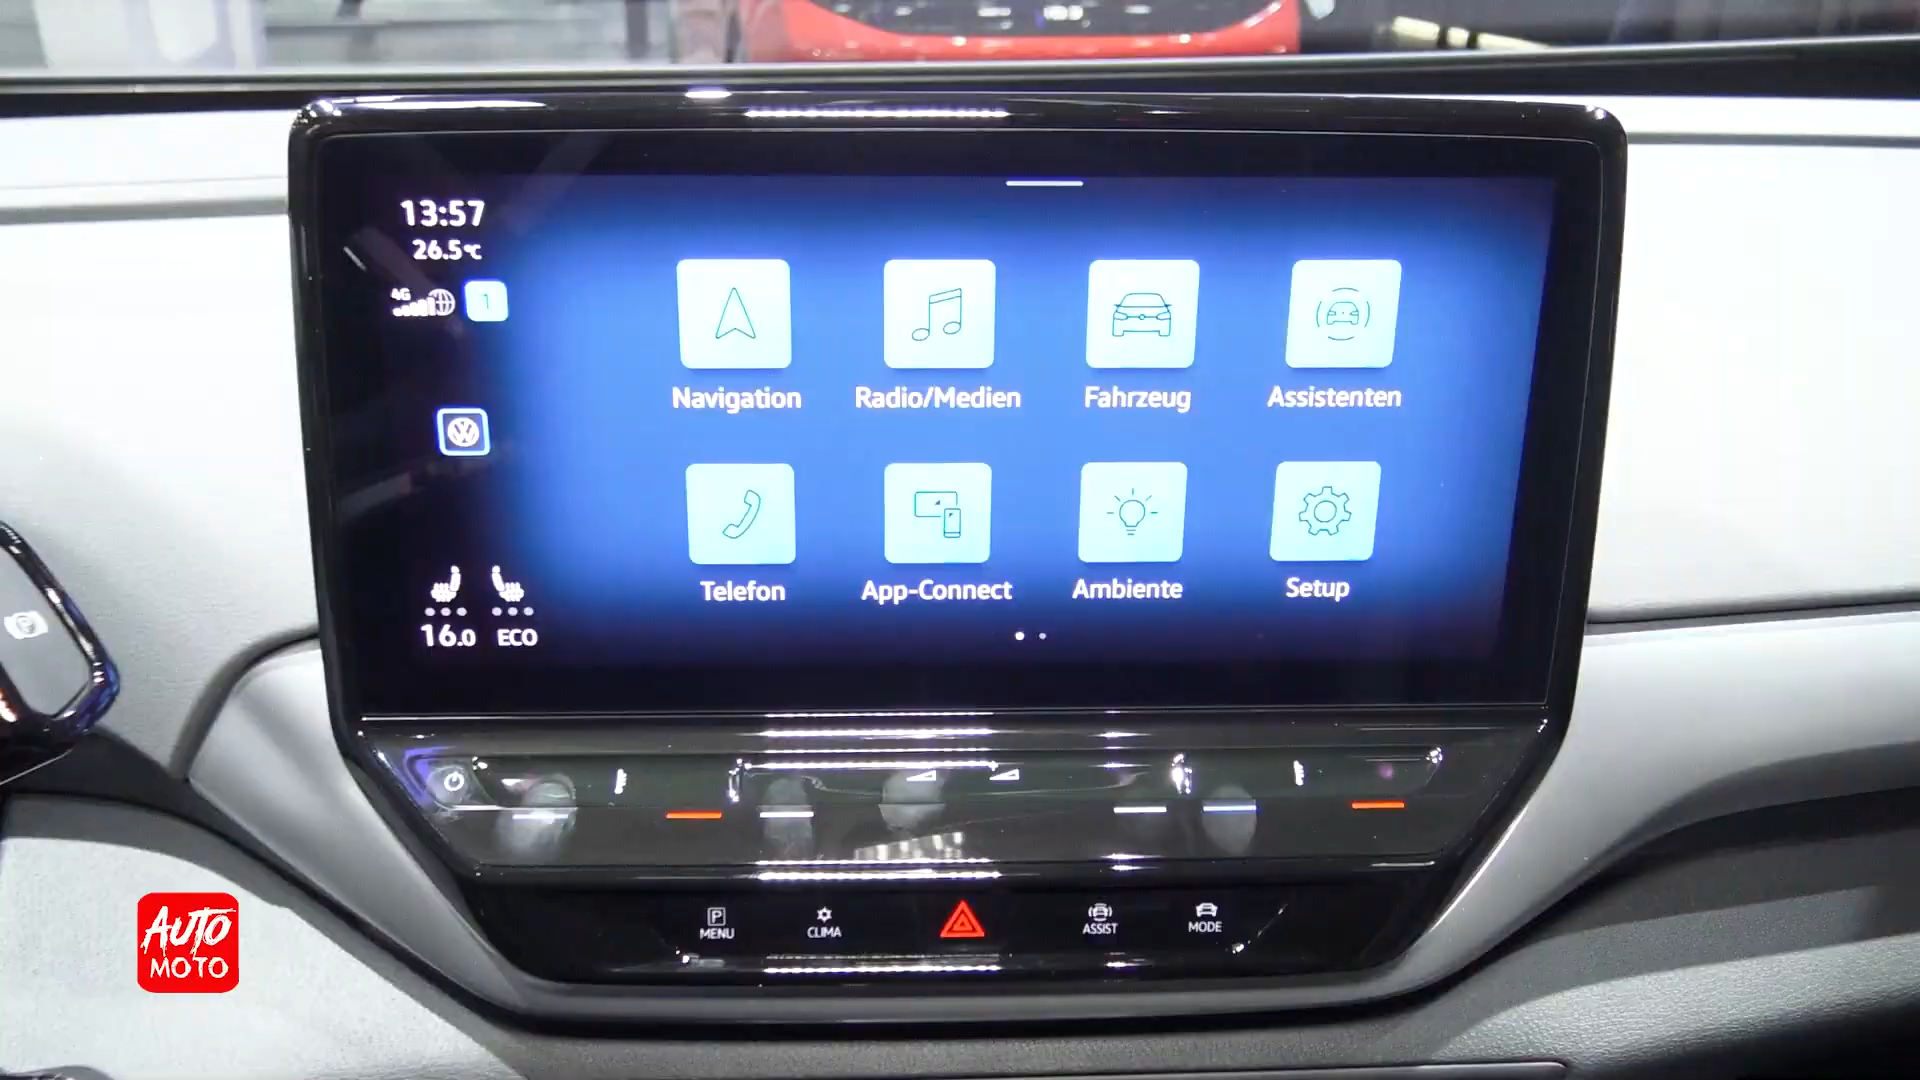 13:57
26.5°C
4G
1
Navigation
Radio/Medien
Fahrzeug
Assistenten
Telefon
App-Connect
Ambiente
Setup
16.0
ECO
P
MENU
CLIMA
ASSIST
MODE
AUTO
MOTO